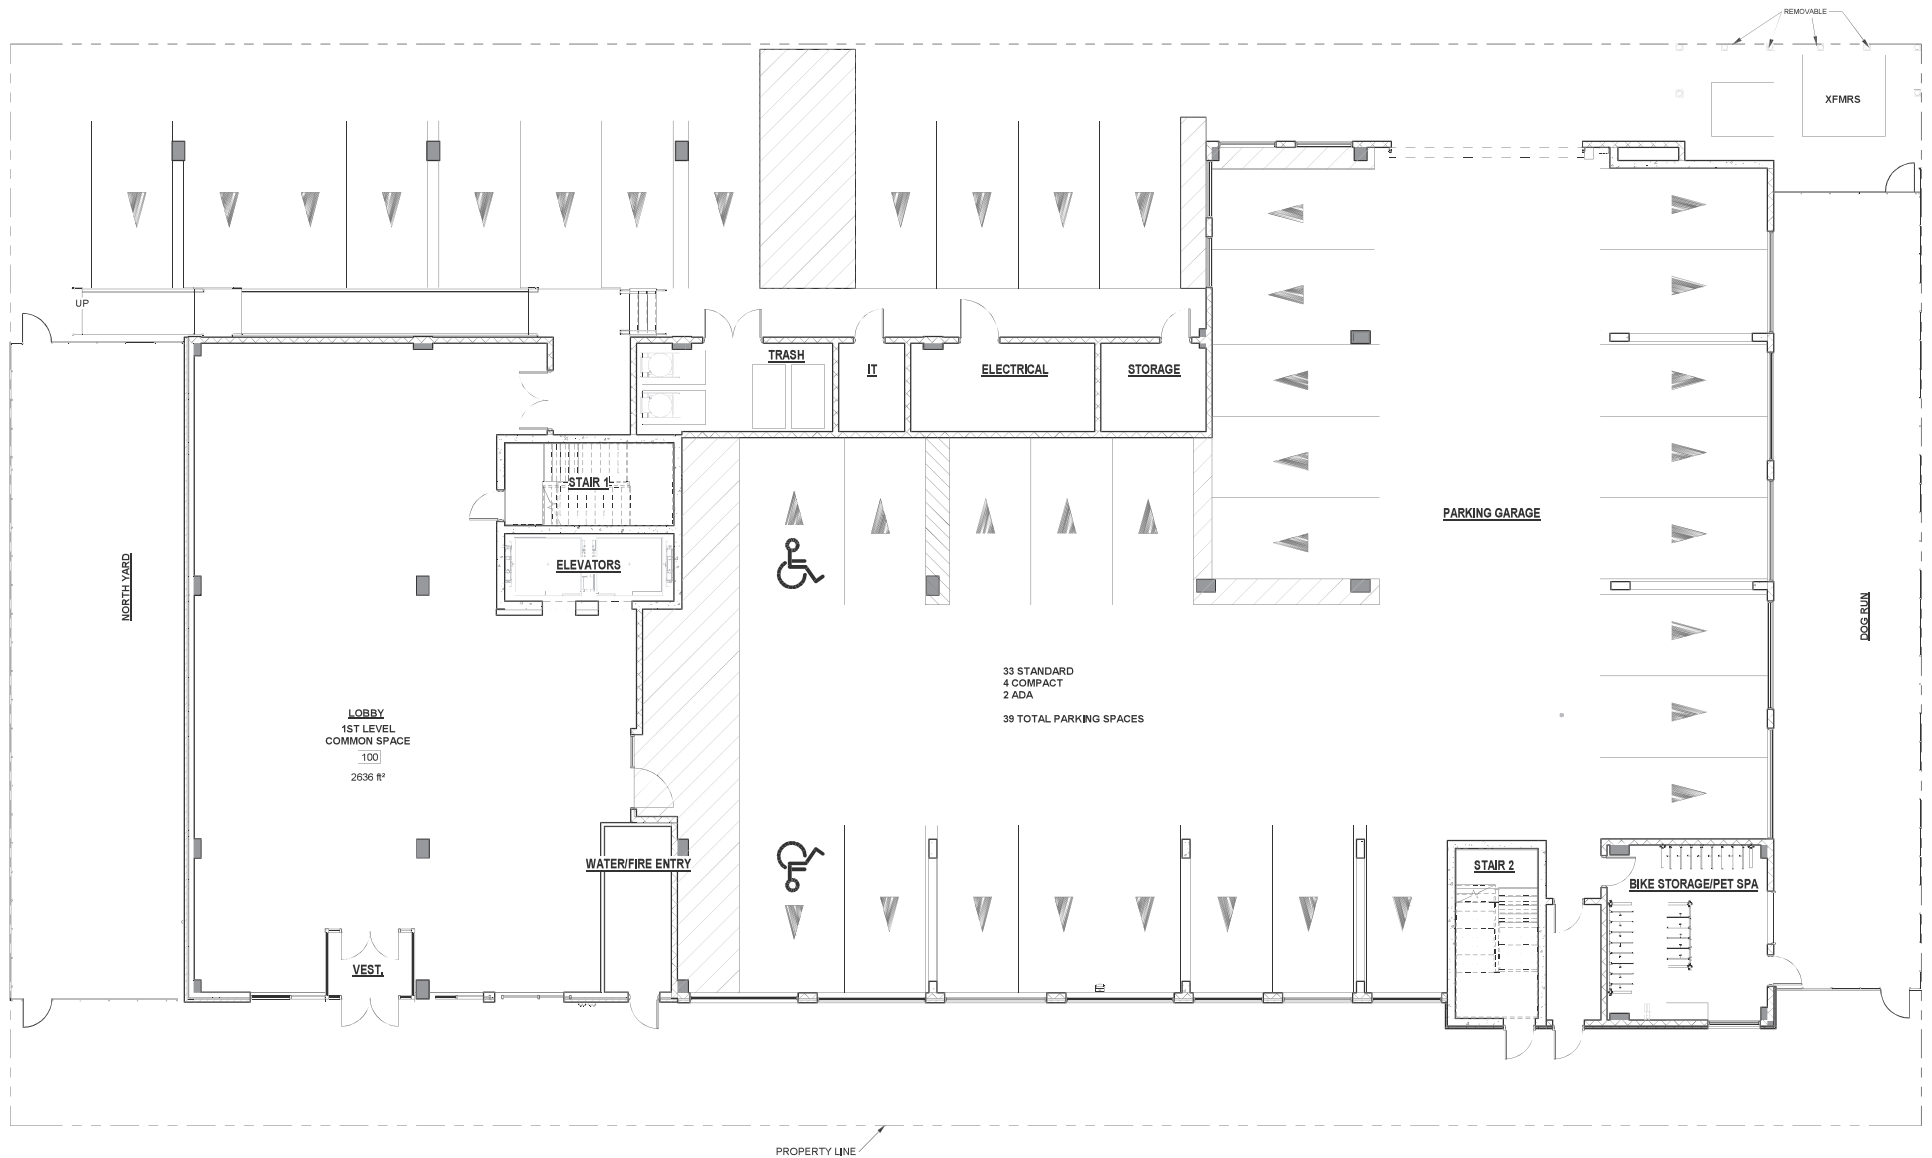 REMOVABLE
XFMRS
UP
TRASH
IT
ELECTRICAL
STORAGE
STAIR 1
PARKING GARAGE
ELEVATORS
NORTH YARD
DOG RUN
33 STANDARD
4 COMPACT
2 ADA
39 TOTAL PARKING SPACES
LOBBY
1ST LEVEL
COMMON SPACE
100
2636 ft²
WATER/FIRE ENTRY
STAIR 2
BIKE STORAGE/PET SPA
VEST.
PROPERTY LINE